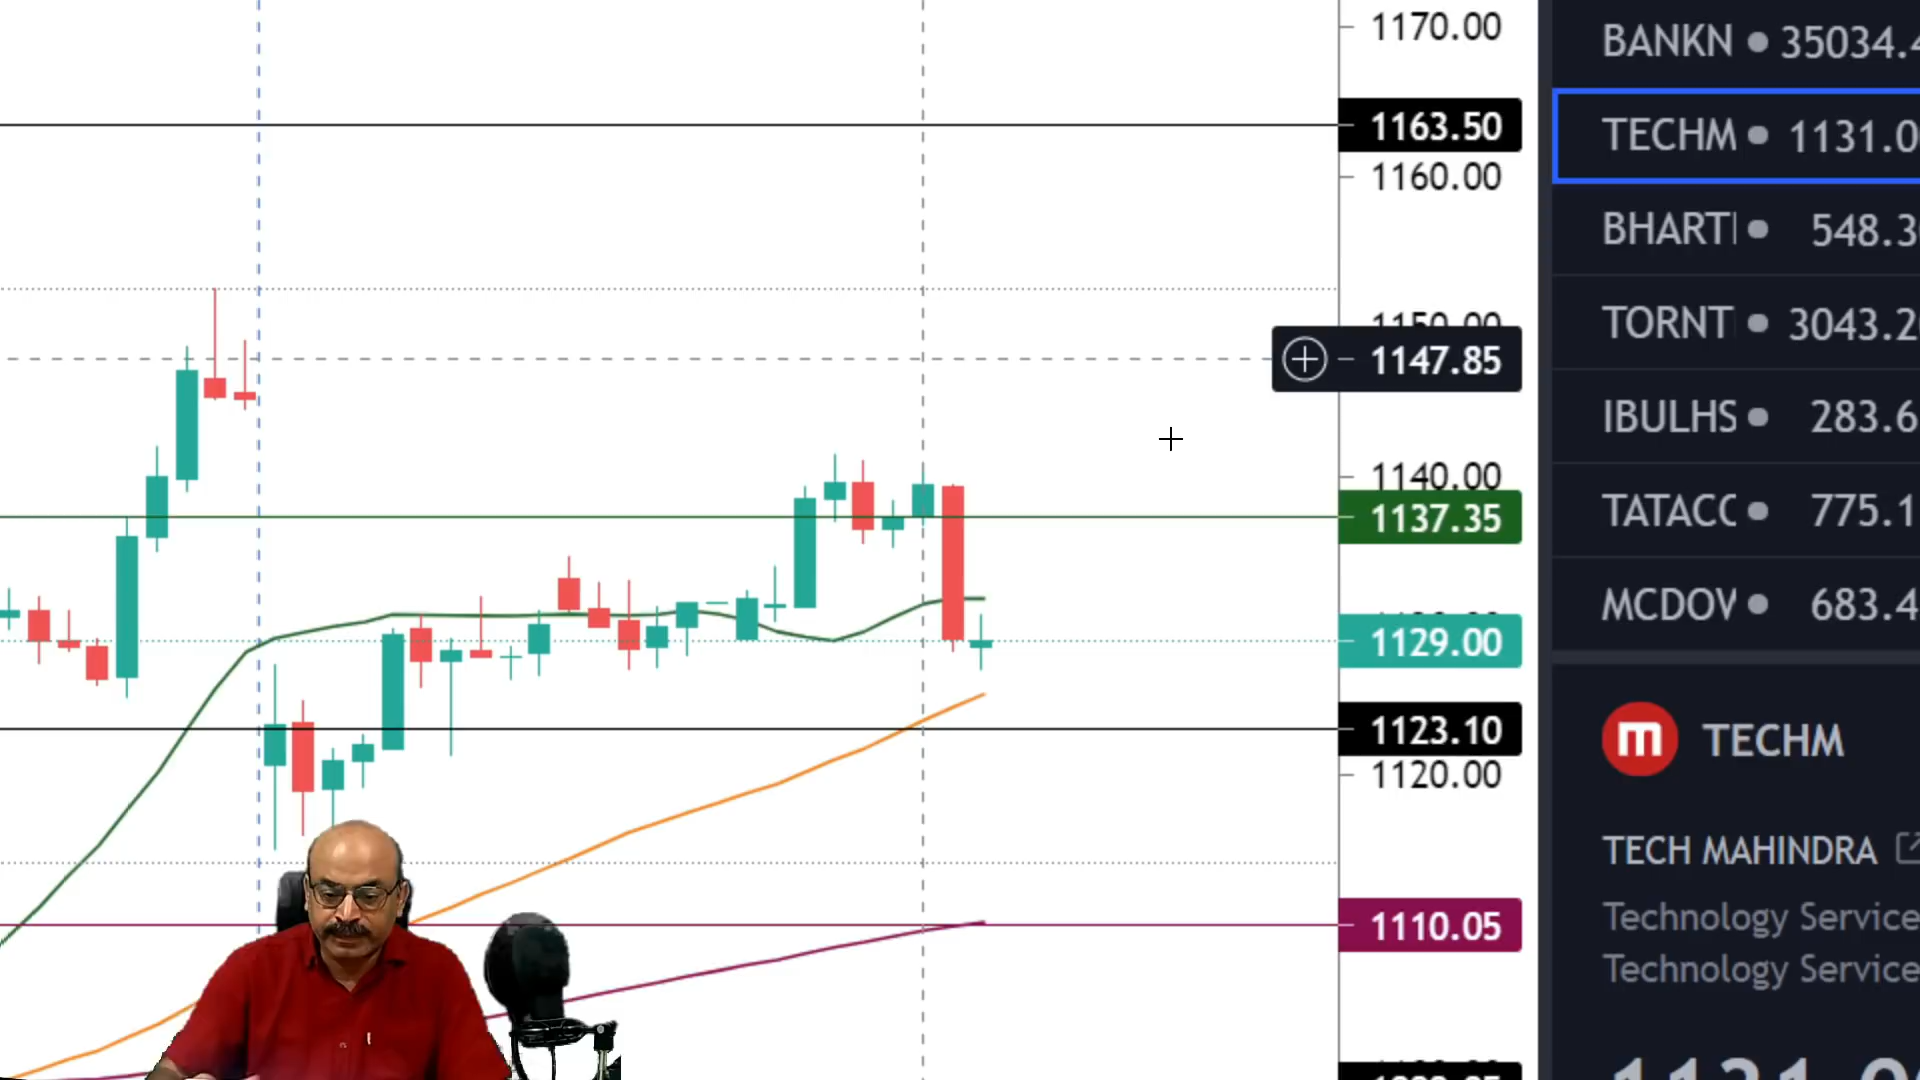 1170.00
1163.50
1160.00
1150.00
1147.85
1140.00
1137.35
1129.00
1123.10
1120.00
1110.05
BANKN 35034.4
TECHM 1131.0
BHARTI 548.3
TORNT 3043.2
IBULHS 283.6
TATACO 775.1
MCDOW 683.4
m TECHM
TECH MAHINDRA
Technology Service
Technology Service